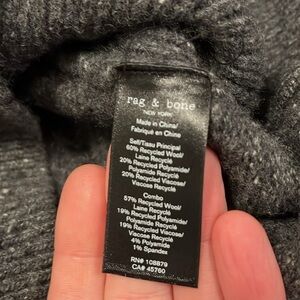 rag & bone
NEW YORK
Made in China/
Fabriqué en Chine
Self/Tissu Principal
60% Recycled Wool/
Laine Recyclé
20% Recycled Polyamide/
Polyamide Recyclé
20% Recycled Viscose/
Viscose Recyclé
Combo
57% Recycled Wool/
Laine Recyclé
19% Recycled Polyamide/
Polyamide Recyclé
19% Recycled Viscose/
Viscose Recyclé
4% Polyamide
1% Spandex
RN# 108879
CA# 45760